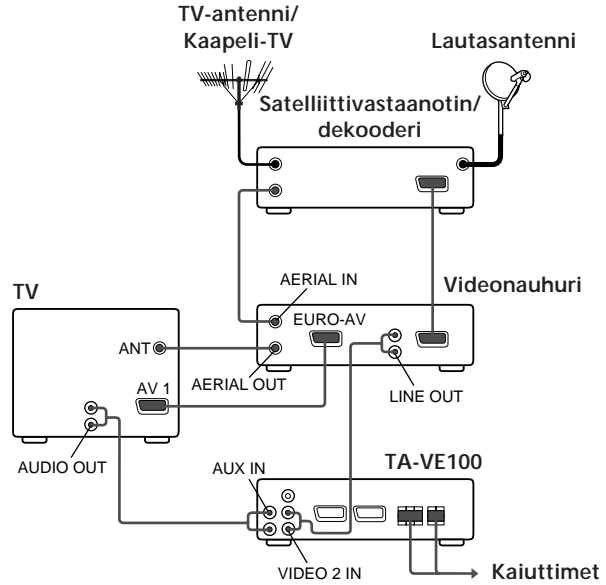 TV-antenni/
Kaapeli-TV
Lautasantenni
Satelliittivastaanotin/
dekooderi
AERIAL IN
Videonauhuri
TV
EURO-AV
ANT
AERIAL OUT
AV 1
LINE OUT
AUDIO OUT
AUX IN
TA-VE100
VIDEO 2 IN
Kaiuttimet